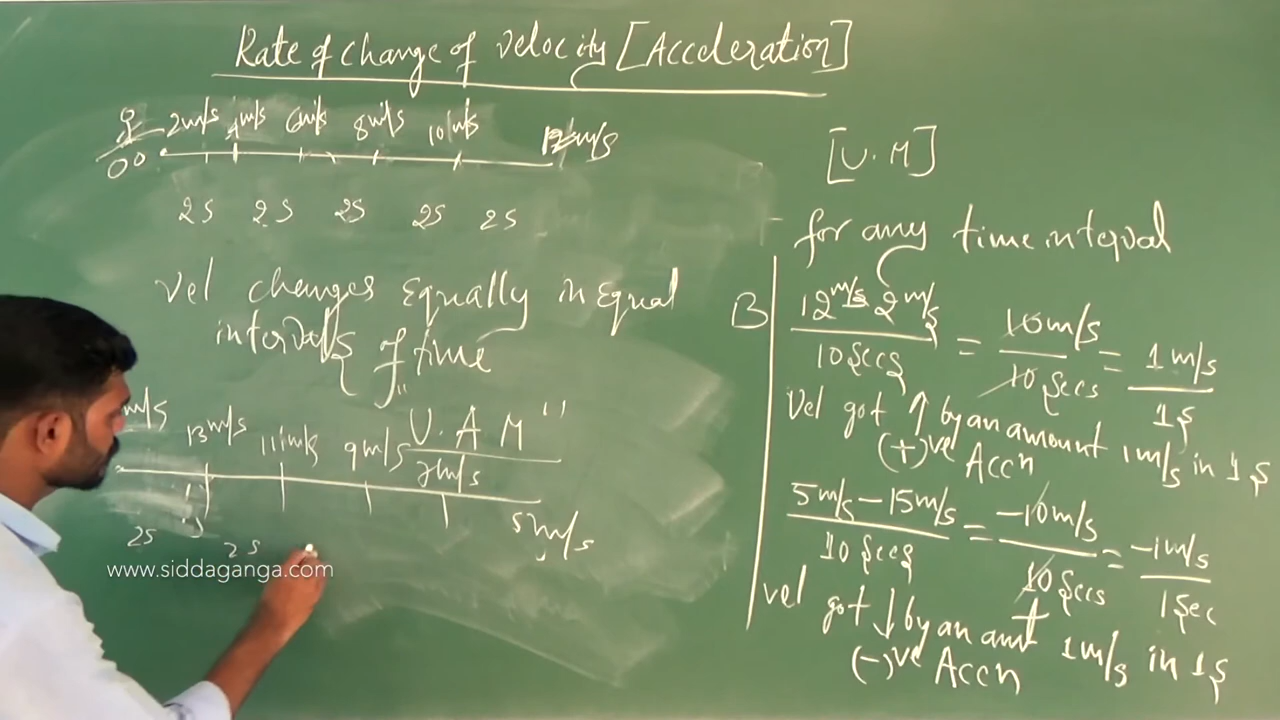 Rate of change of velocity [Acceleration]
2m/s 4m/s 6m/s 8m/s 10m/s 12m/s
2s 2s 2s 2s 2s
Vel changes equally in equal
intervals of time
"U.A M"
m/s 13m/s 11m/s 9m/s 7m/s 5m/s
2s 2s
www.siddaganga.com
[U.M]
for any time interval
B 12m/s 2m/s / 10 secs = 10m/s / 10 secs = 1m/s / 1s
Vel got ↑ by an amount 1m/s in 1s
(+)ve Accn
5m/s - 15m/s / 10 secs = -10m/s / 10 secs = -1m/s / 1sec
vel got ↓ by an amt 1m/s in 1s
(-)ve Accn